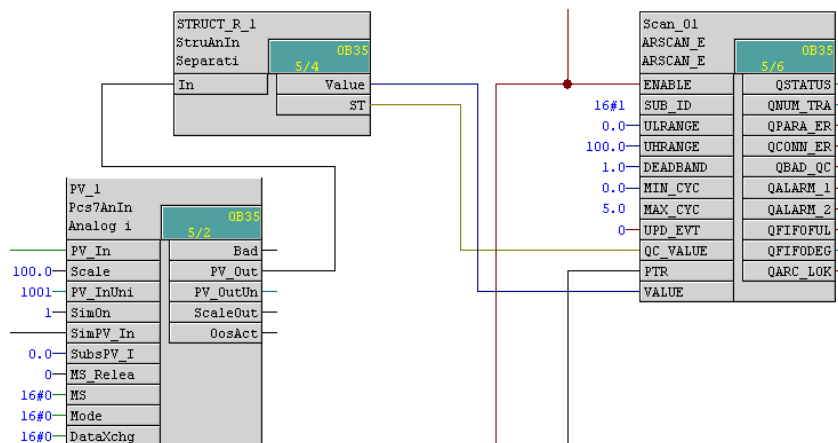 STRUCT_R_1
StruAnIn
Separati
OB35
5/4
In
Value
ST
PV_1
Pcs7AnIn
Analog i
OB35
5/2
PV_In
Bad
100.0
Scale
PV_Out
1001
PV_InUni
PV_OutUn
1
SimOn
ScaleOut
SimPV_In
OosAct
0.0
SubsPV_I
0
MS_Relea
16#0
MS
16#0
Mode
16#0
DataXchg
Scan_01
ARSCAN_E
ARSCAN_E
OB35
5/6
ENABLE
QSTATUS
16#1
SUB_ID
QNUM_TRA
0.0
ULRANGE
QPARA_ER
100.0
UHRANGE
QCONN_ER
1.0
DEADBAND
QBAD_QC
0.0
MIN_CYC
QALARM_1
5.0
MAX_CYC
QALARM_2
0
UPD_EVT
QFIFOFUL
QC_VALUE
QFIFODEG
PTR
QARC_LOK
VALUE